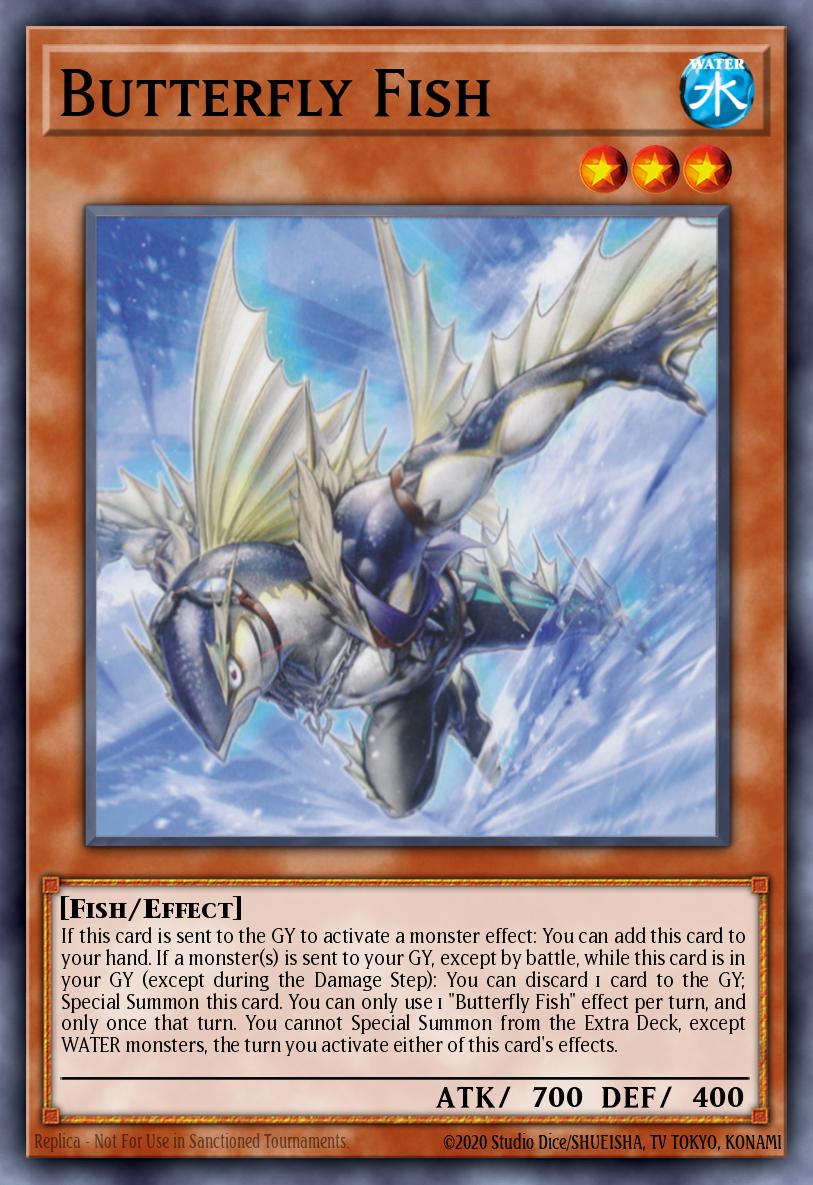 Butterfly Fish
WATER
水
[Fish/Effect]
If this card is sent to the GY to activate a monster effect: You can add this card to
your hand. If a monster(s) is sent to your GY, except by battle, while this card is in
your GY (except during the Damage Step): You can discard 1 card to the GY;
Special Summon this card. You can only use 1 "Butterfly Fish" effect per turn, and
only once that turn. You cannot Special Summon from the Extra Deck, except
WATER monsters, the turn you activate either of this card's effects.
ATK/ 700 DEF/ 400
Replica - Not For Use in Sanctioned Tournaments.
©2020 Studio Dice/SHUEISHA, TV TOKYO, KONAMI